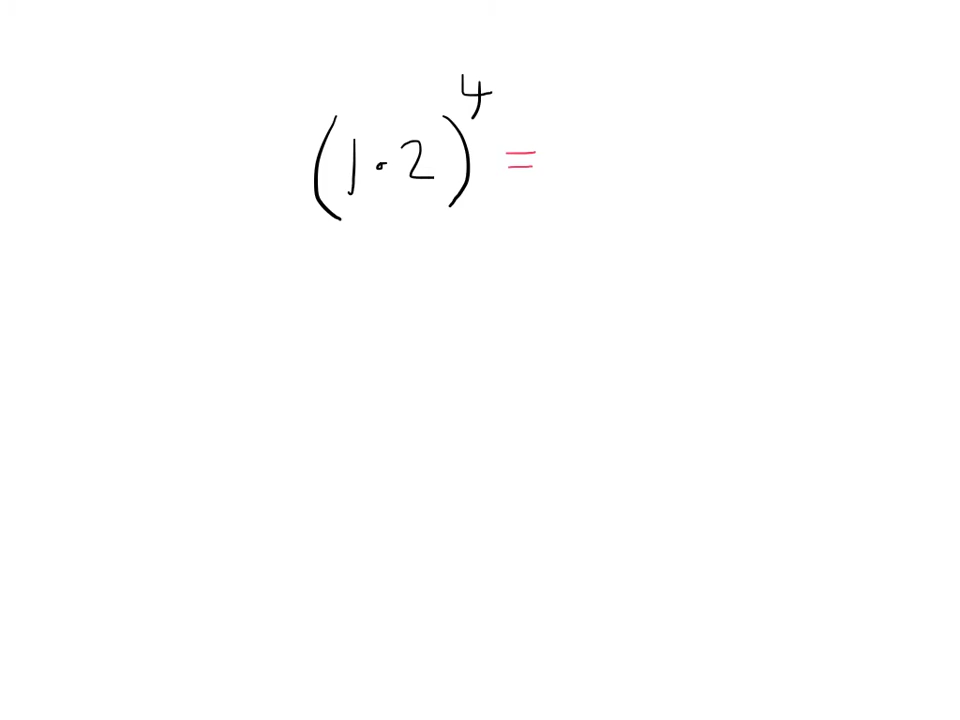 (1·2)⁴ =